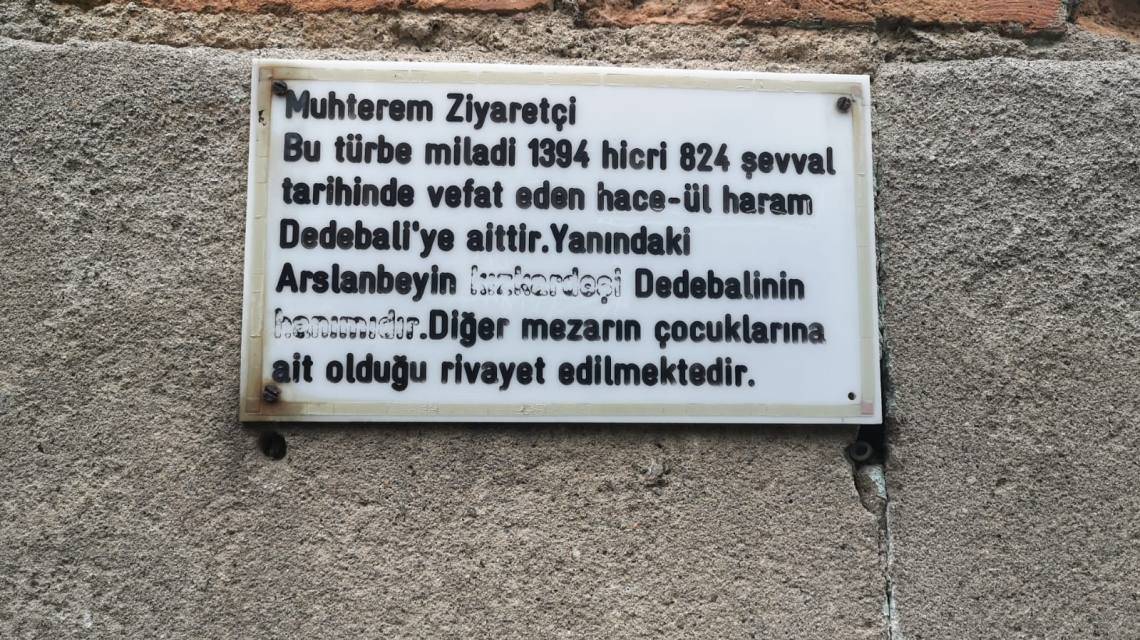 Muhterem Ziyaretçi
Bu türbe miladi 1394 hicri 824 şevval
tarihinde vefat eden hace-ül haram
Dedebali'ye aittir.Yanındaki
Arslanbeyin kızkardeşi Dedebalinin
hanımıdır.Diğer mezarın çocuklarına
ait olduğu rivayet edilmektedir.